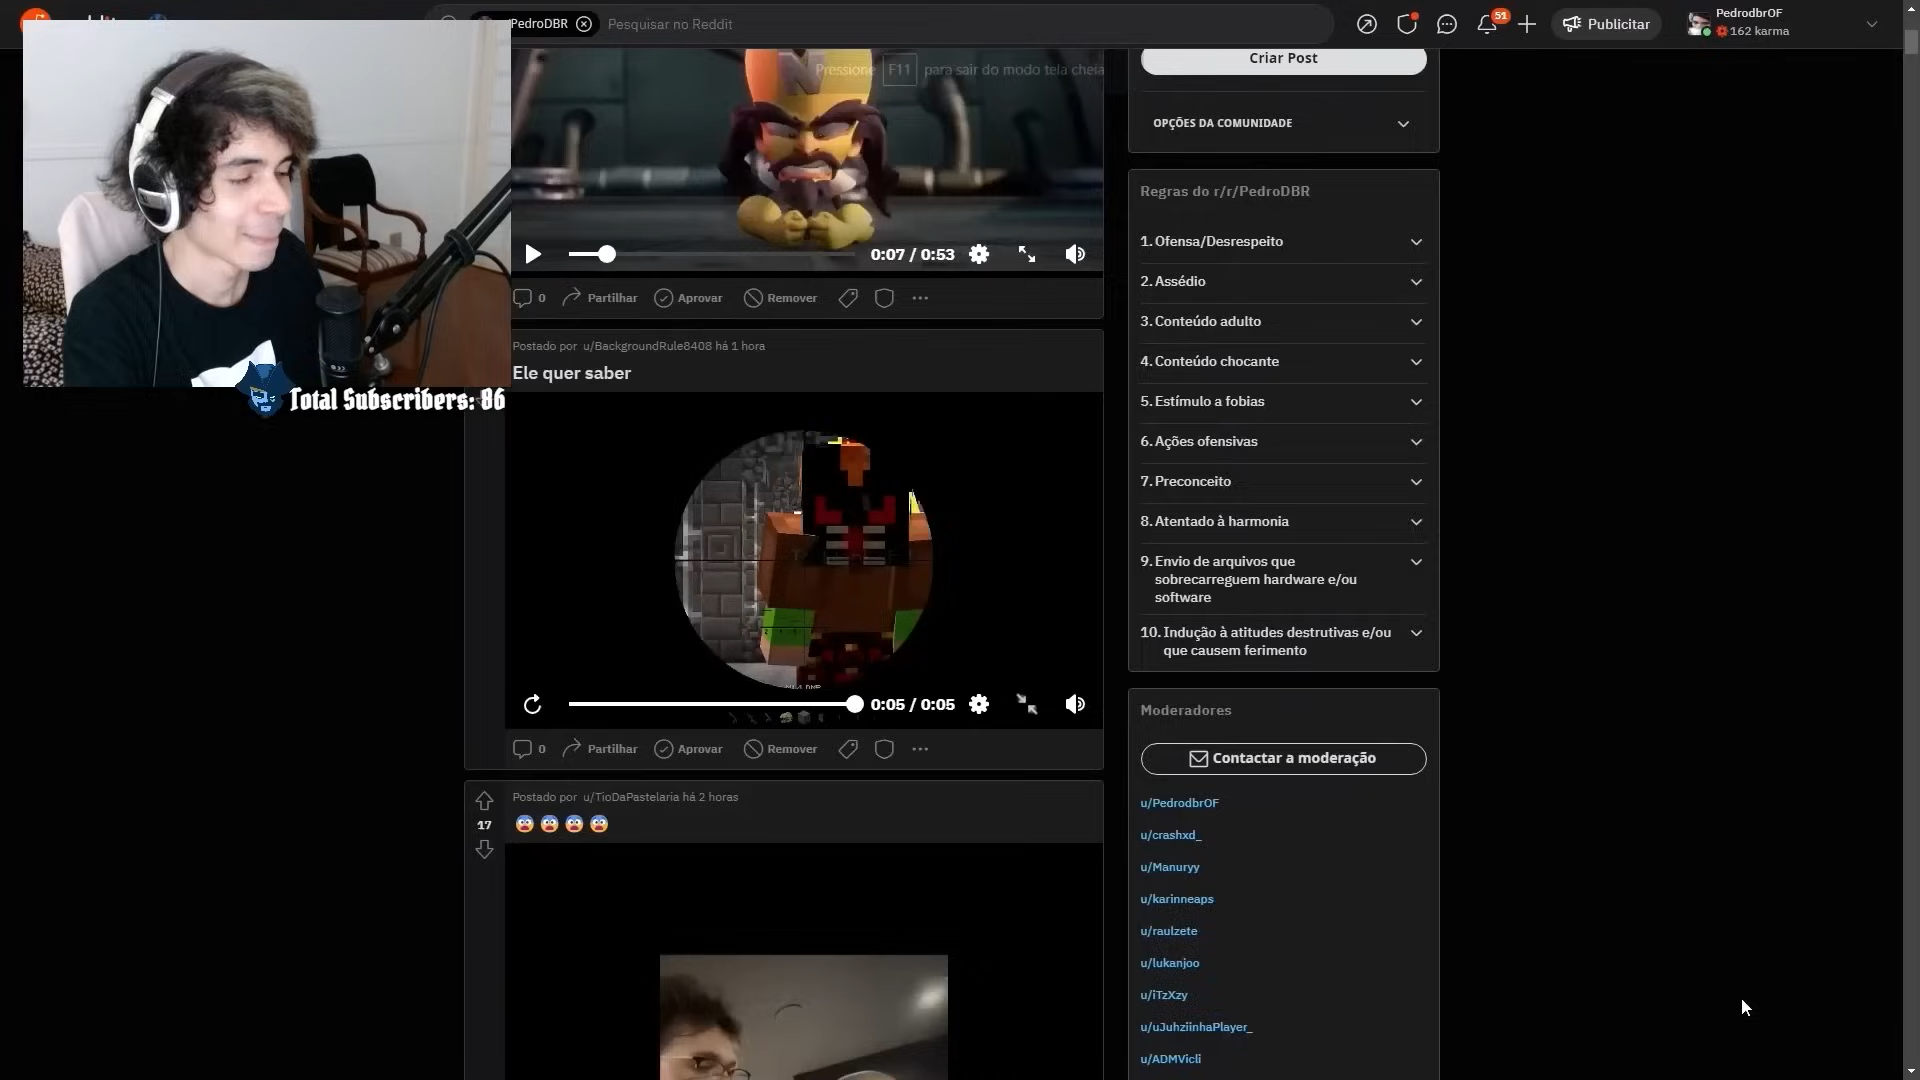 PedroDBR
Pesquisar no Reddit
51
Publicitar
PedrodbrOF
162 karma
Pressione F11 para sair do modo tela cheia
N
0:07 / 0:53
0 Partilhar Aprovar Remover
Total Subscribers: 86
Postado por u/BackgroundRule8408 há 1 hora
Ele quer saber
0:05 / 0:05
0 Partilhar Aprovar Remover
17
Postado por u/TioDaPastelaria há 2 horas
😱 😱 😱 😱
Criar Post
OPÇÕES DA COMUNIDADE
Regras do r/r/PedroDBR
1. Ofensa/Desrespeito
2. Assédio
3. Conteúdo adulto
4. Conteúdo chocante
5. Estímulo a fobias
6. Ações ofensivas
7. Preconceito
8. Atentado à harmonia
9. Envio de arquivos que
sobrecarreguem hardware e/ou
software
10. Indução à atitudes destrutivas e/ou
que causem ferimento
Moderadores
Contactar a moderação
u/PedrodbrOF
u/crashxd_
u/Manuryy
u/karinneaps
u/raulzete
u/lukanjoo
u/iTzXzy
u/uJuhziinhaPlayer_
u/ADMVicli